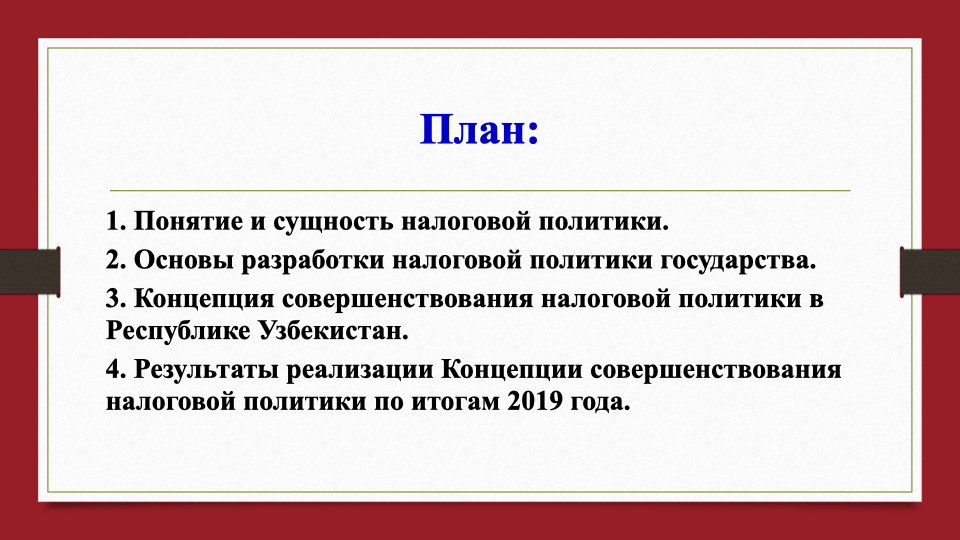 План:
1. Понятие и сущность налоговой политики.
2. Основы разработки налоговой политики государства.
3. Концепция совершенствования налоговой политики в
Республике Узбекистан.
4. Результаты реализации Концепции совершенствования
налоговой политики по итогам 2019 года.